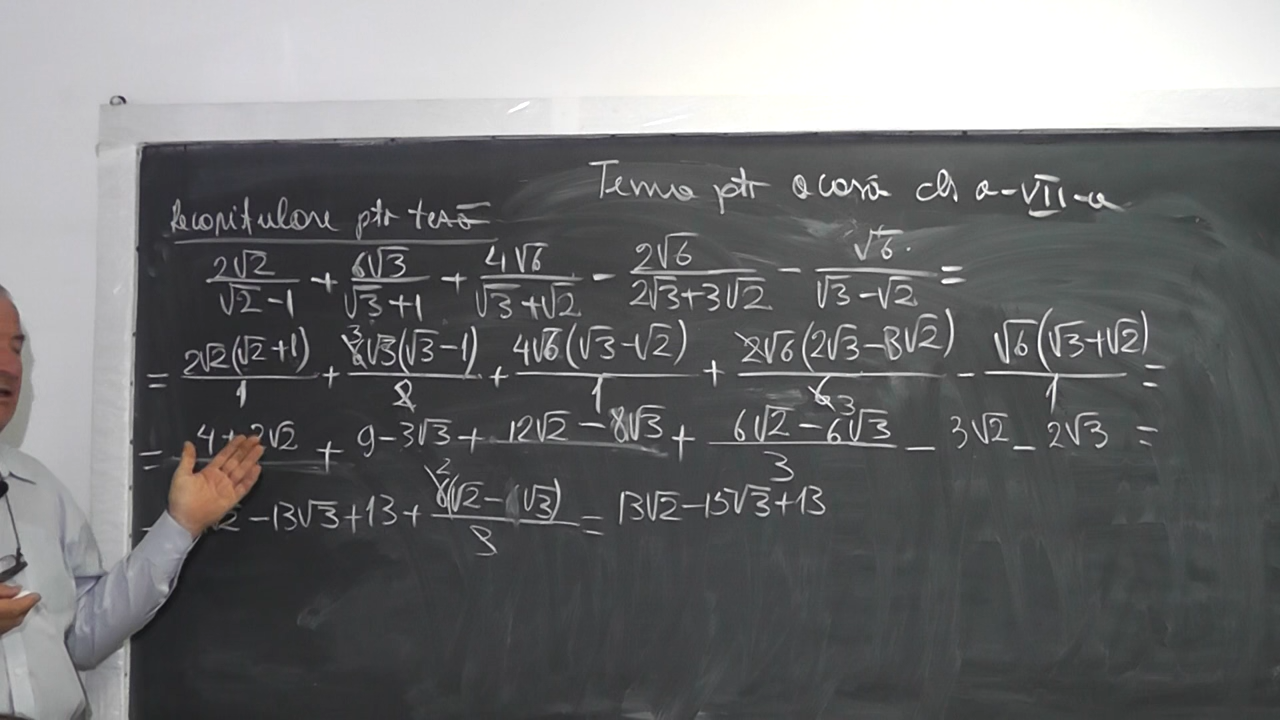 Tema ptr acasă cls a-VII-a
Recapitulare ptr teză
2√2/(√2-1) + 6√3/(√3+1) + 4√6/(√3+√2) - 2√6/(2√3+3√2) - √6/(√3-√2) =
= 2√2(√2+1)/1 + 6√3(√3-1)/2 + 4√6(√3-√2)/1 + 2√6(2√3-3√2)/6 - √6(√3+√2)/1 =
= 4+2√2 + 9-3√3 + 12√2-8√3 + (6√2-6√3)/3 - 3√2 - 2√3 =
√2 -13√3+13+ 6(√2-√3)/3 = 13√2-15√3+13